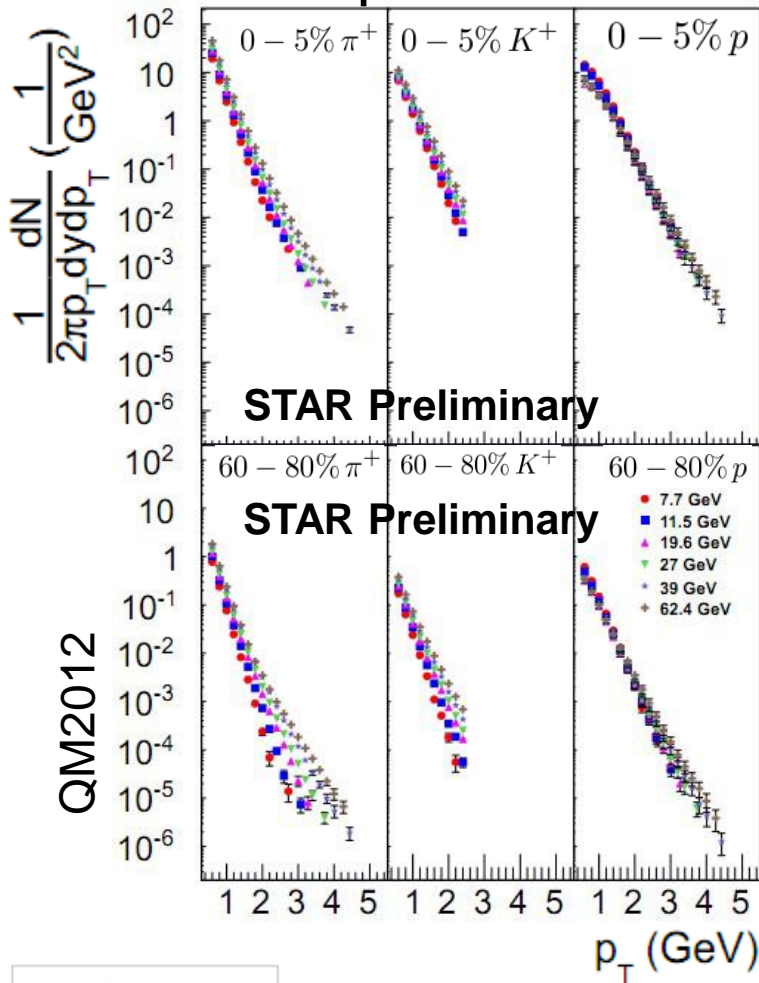 0 – 5% π⁺
0 – 5% K⁺
0 – 5% p
10²
10
1
10⁻¹
10⁻²
10⁻³
10⁻⁴
10⁻⁵
10⁻⁶
1/(2πp_T) dN/(dydp_T) (1/GeV²)
STAR Preliminary
60 – 80% π⁺
60 – 80% K⁺
60 – 80% p
10²
10
1
10⁻¹
10⁻²
10⁻³
10⁻⁴
10⁻⁵
10⁻⁶
STAR Preliminary
7.7 GeV
11.5 GeV
19.6 GeV
27 GeV
39 GeV
62.4 GeV
QM2012
1 2 3 4 5 1 2 3 4 5 1 2 3 4 5
p_T (GeV)